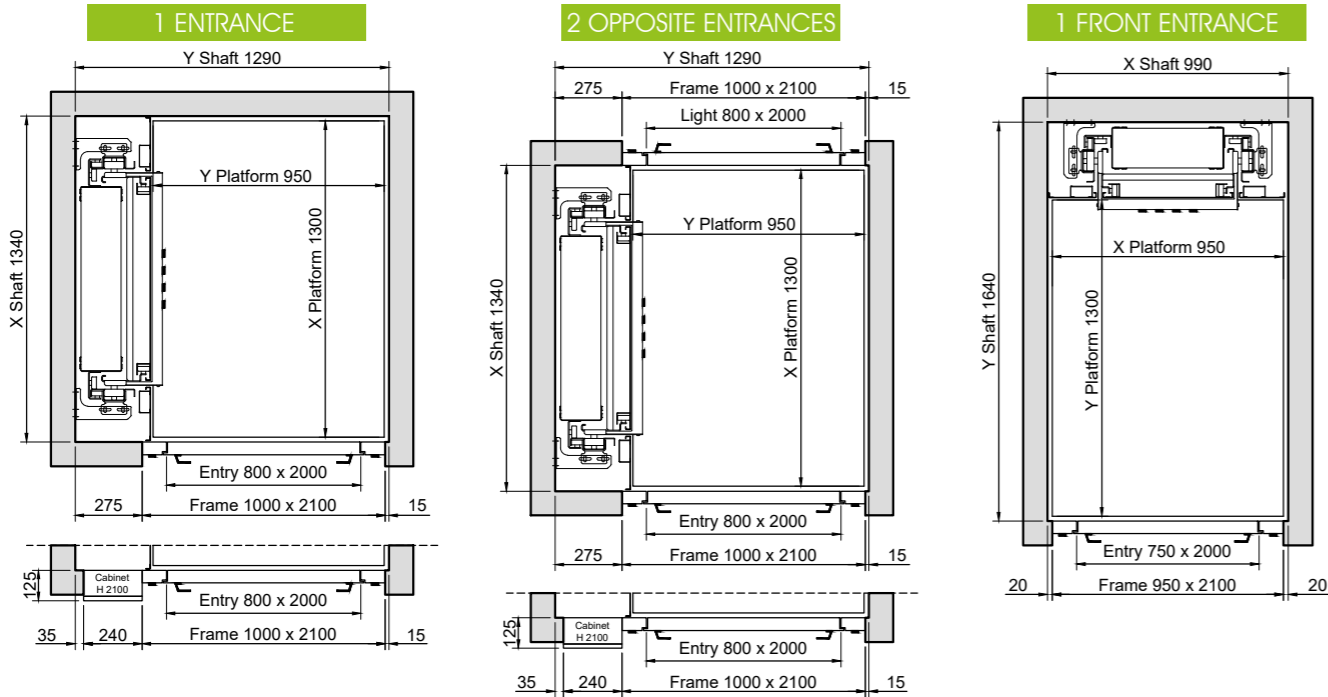 1 ENTRANCE
Y Shaft 1290
X Shaft 1340
Y Platform 950
X Platform 1300
Entry 800 x 2000
275
Frame 1000 x 2100
15
125
Cabinet
H 2100
Entry 800 x 2000
35
240
Frame 1000 x 2100
15
2 OPPOSITE ENTRANCES
Y Shaft 1290
275
Frame 1000 x 2100
15
Light 800 x 2000
X Shaft 1340
Y Platform 950
X Platform 1300
Entry 800 x 2000
275
Frame 1000 x 2100
15
125
Cabinet
H 2100
Entry 800 x 2000
35
240
Frame 1000 x 2100
15
1 FRONT ENTRANCE
X Shaft 990
Y Shaft 1640
X Platform 950
Y Platform 1300
Entry 750 x 2000
20
Frame 950 x 2100
20